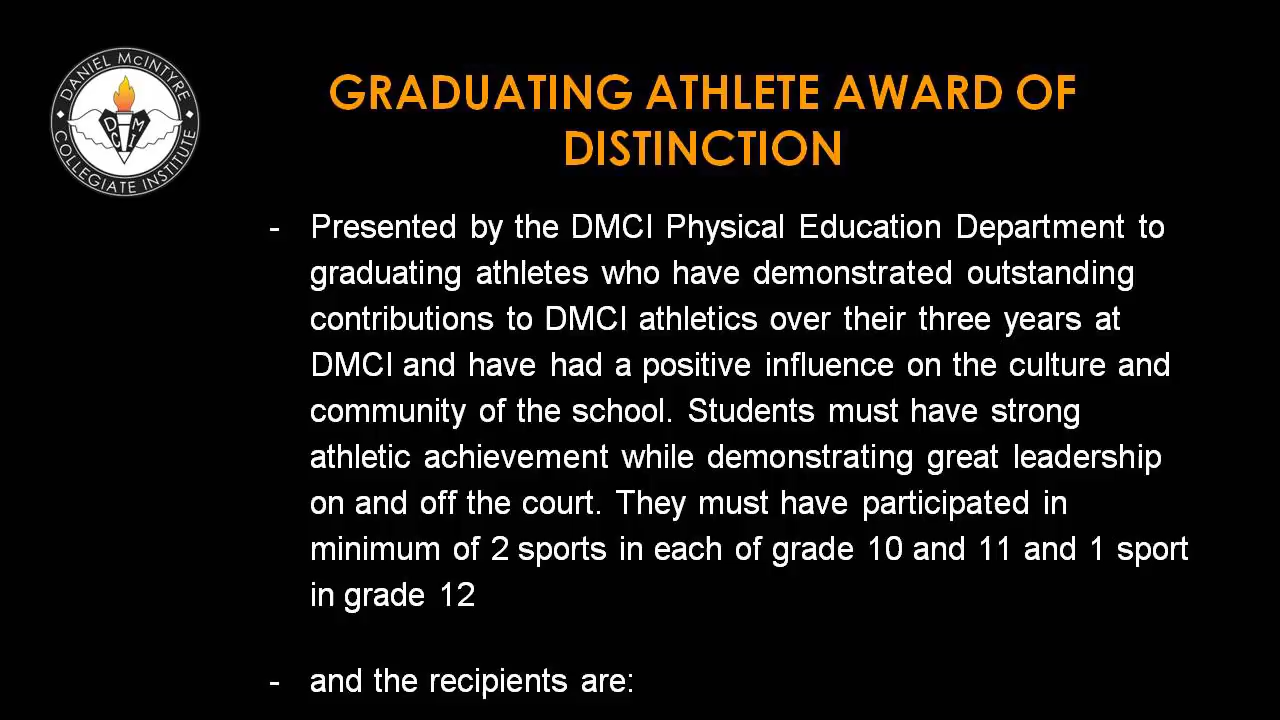 DANIEL McINTYRE
COLLEGIATE INSTITUTE
DMCI
GRADUATING ATHLETE AWARD OF
DISTINCTION
- Presented by the DMCI Physical Education Department to
graduating athletes who have demonstrated outstanding
contributions to DMCI athletics over their three years at
DMCI and have had a positive influence on the culture and
community of the school. Students must have strong
athletic achievement while demonstrating great leadership
on and off the court. They must have participated in
minimum of 2 sports in each of grade 10 and 11 and 1 sport
in grade 12
- and the recipients are: